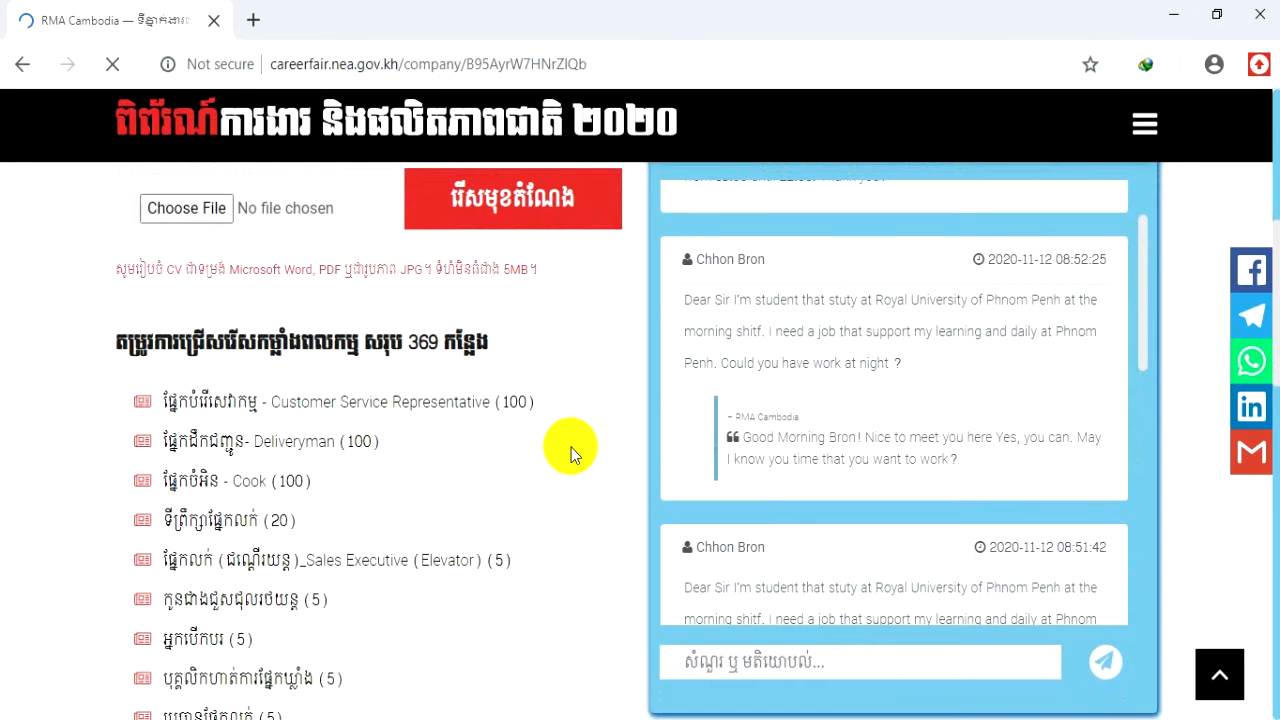 RMA Cambodia — ទីភ្នាក់ងារ
Not secure
careerfair.nea.gov.kh/company/B95AyrW7HNrZIQb
ពិព័រណ៍ការងារ និងផលិតភាពជាតិ ២០២០
Choose File No file chosen
រើសមុខតំណែង
សូមរៀបចំ CV ជាទម្រង់ Microsoft Word, PDF ឬជារូបភាព JPG។ ទំហំមិនធំជាង 5MB។
តម្រូវការជ្រើសរើសកម្លាំងពលកម្ម សរុប 369 កន្លែង
ផ្នែកបំរើសេវាកម្ម - Customer Service Representative (100)
ផ្នែកដឹកជញ្ជូន- Deliveryman (100)
ផ្នែកចំអិន - Cook (100)
ទីព្រឹក្សាផ្នែកលក់ (20)
ផ្នែកលក់ (ជណ្តើរយន្ត)_Sales Executive (Elevator) (5)
កូនជាងជួសជុលរថយន្ត (5)
អ្នកបើកបរ (5)
បុគ្គលិកហាត់ការផ្នែកឃ្លាំង (5)
Chhon Bron
2020-11-12 08:52:25
Dear Sir I'm student that stuty at Royal University of Phnom Penh at the
morning shitf. I need a job that support my learning and daily at Phnom
Penh. Could you have work at night ?
~ RMA Cambodia
Good Morning Bron! Nice to meet you here Yes, you can. May
I know you time that you want to work?
Chhon Bron
2020-11-12 08:51:42
Dear Sir I'm student that stuty at Royal University of Phnom Penh at the
morning shitf. I need a job that support my learning and daily at Phnom
សំណួរ ឬ មតិយោបល់...